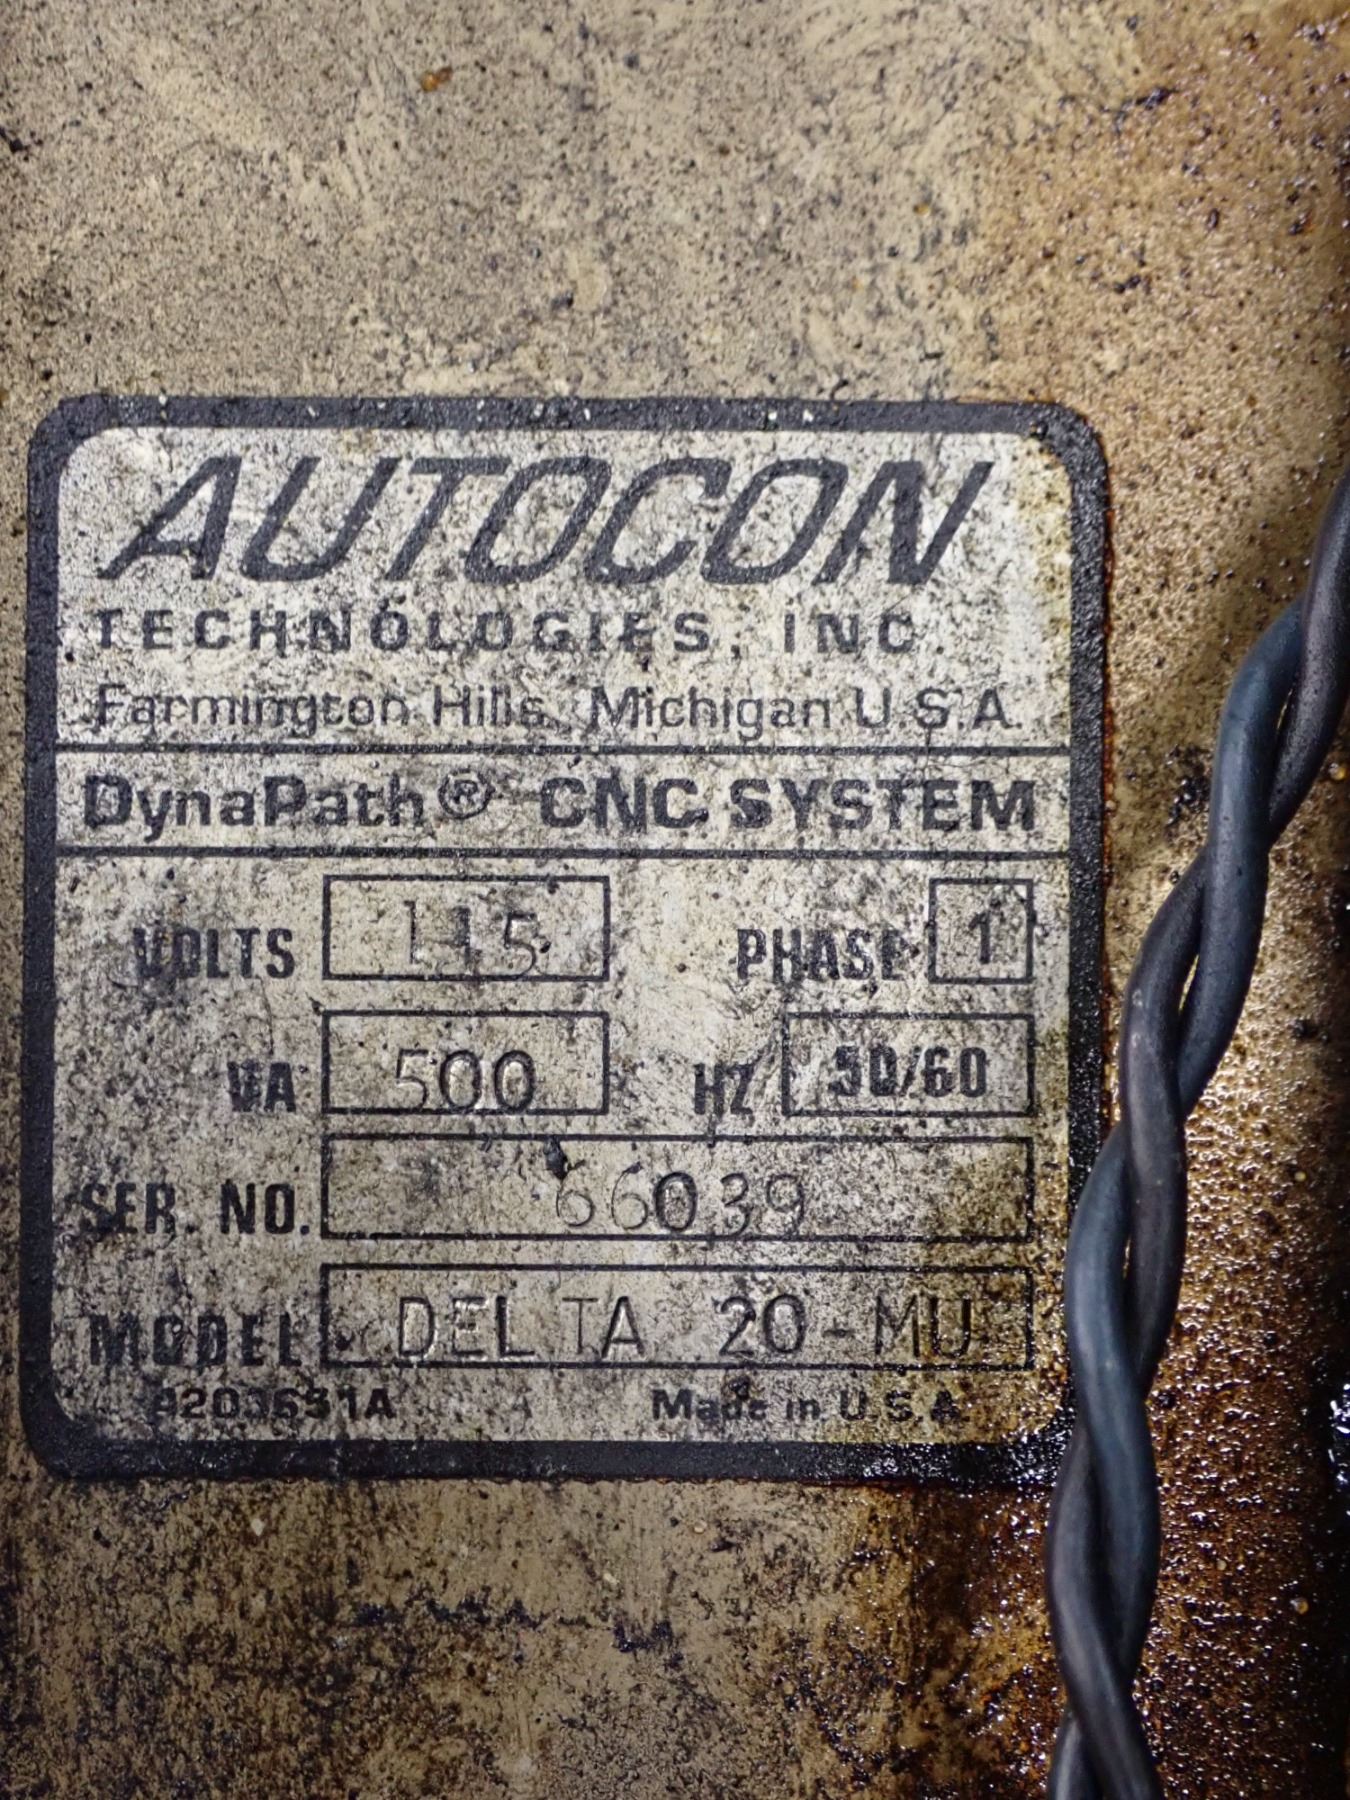 AUTOCON
TECHNOLOGIES, INC
Farmington Hills, Michigan U.S.A.
DynaPath® CNC SYSTEM
VOLTS 115 PHASE 1
VA 500 HZ 50/60
SER. NO. 66039
MODEL DELTA 20-MU
Made in U.S.A.